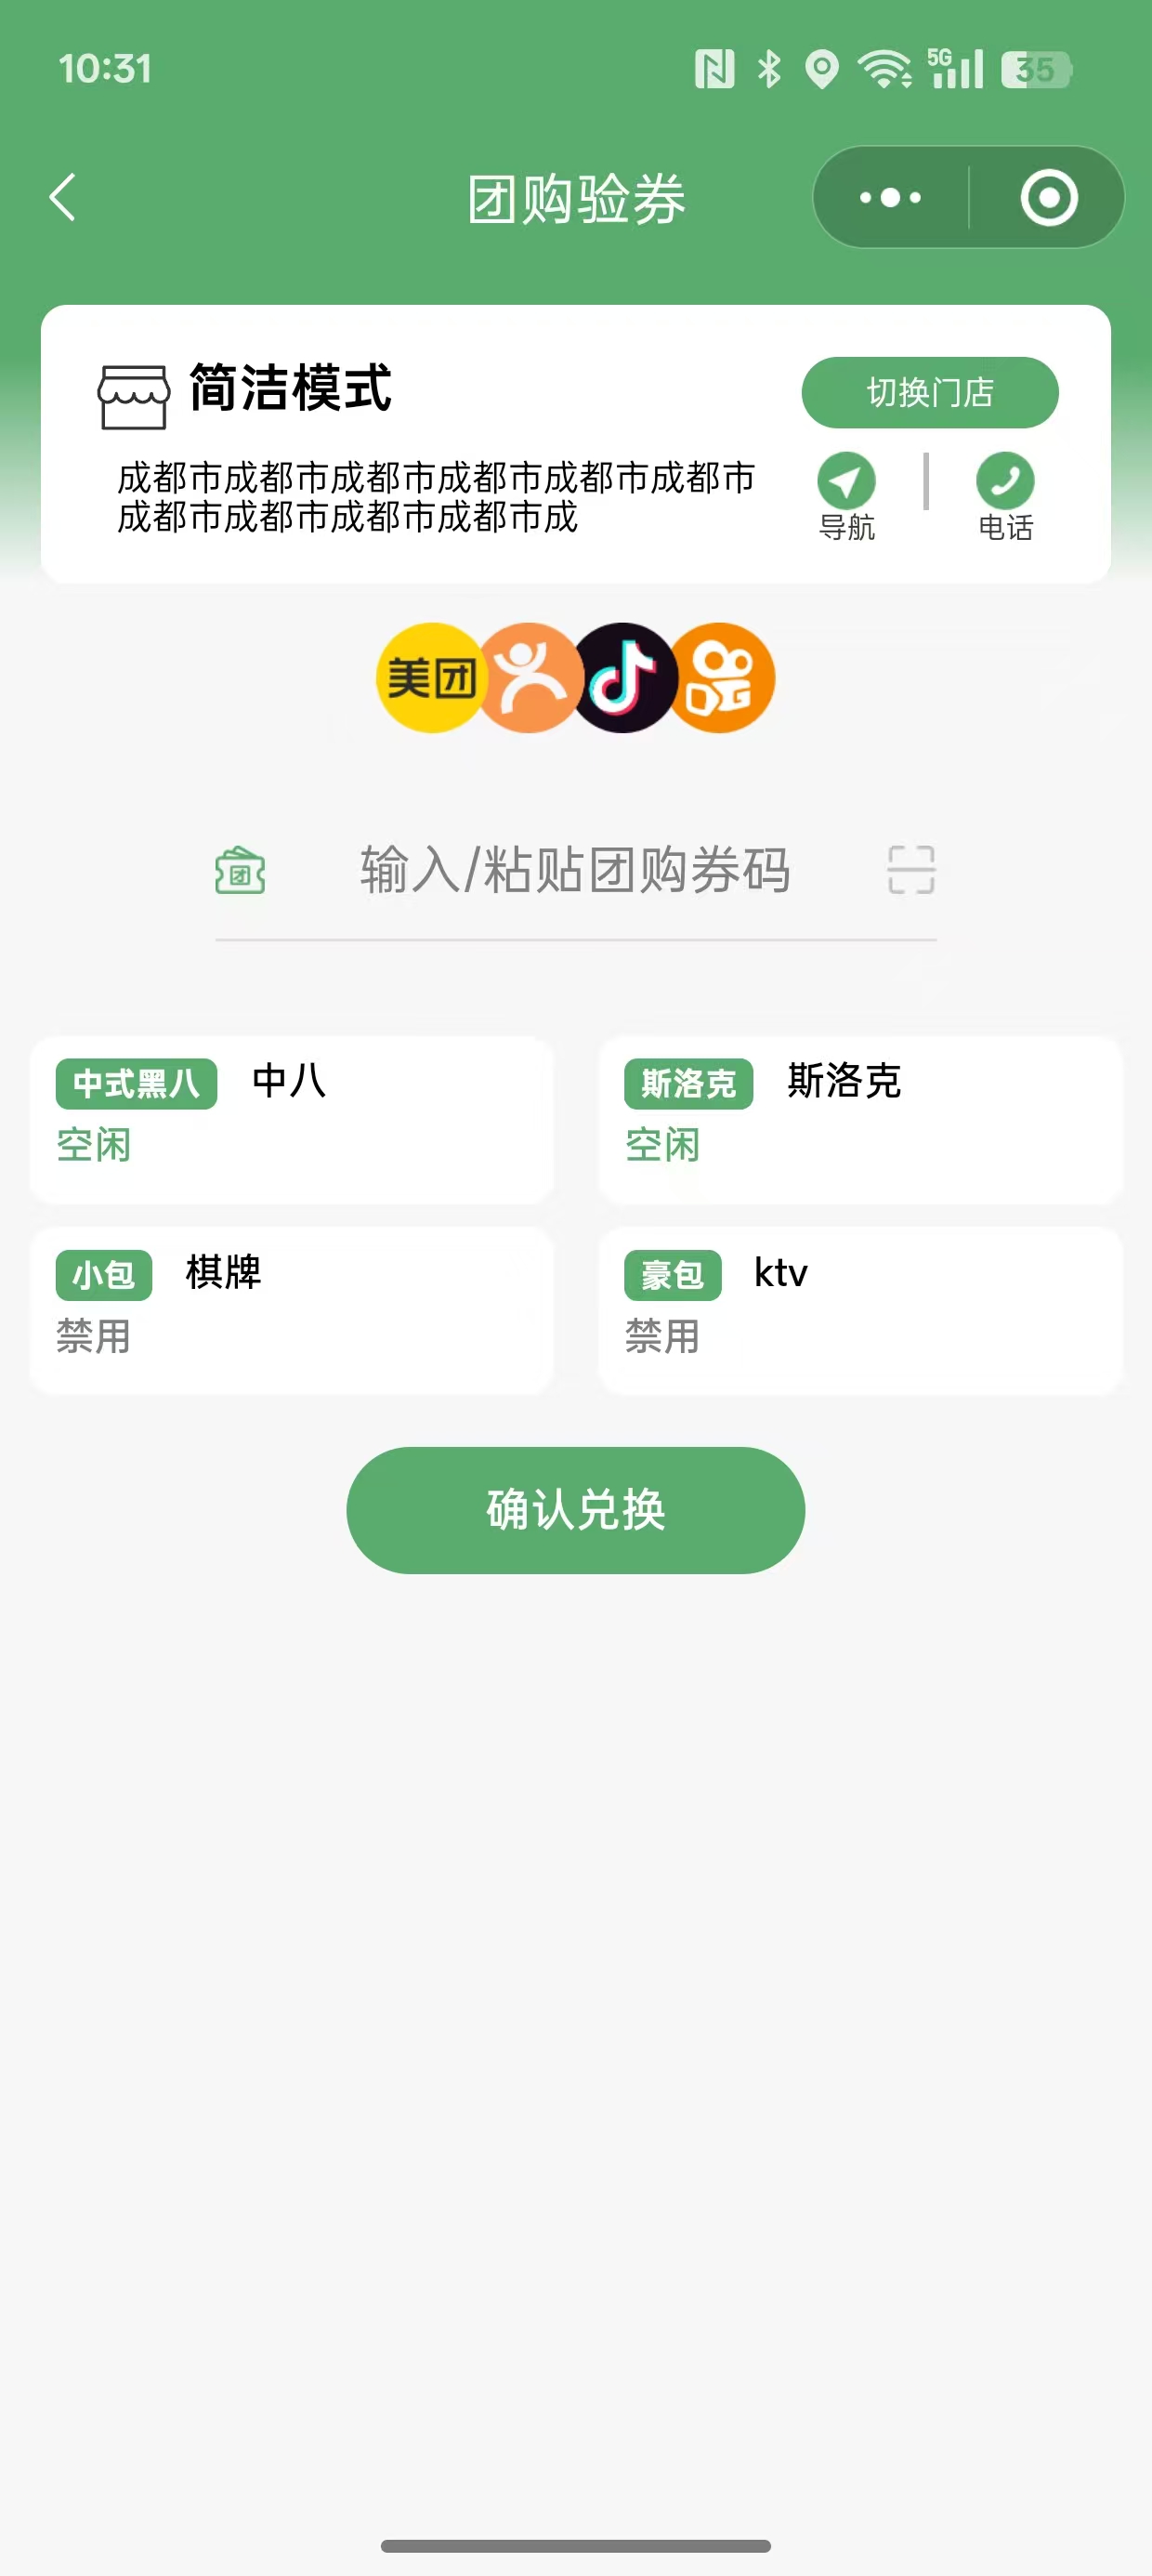 10:31
5G
35
团购验券
简洁模式
切换门店
成都市成都市成都市成都市成都市成都市
成都市成都市成都市成都市成
导航
电话
美团
输入/粘贴团购券码
团
中式黑八 中八
空闲
斯洛克 斯洛克
空闲
小包 棋牌
禁用
豪包 ktv
禁用
确认兑换